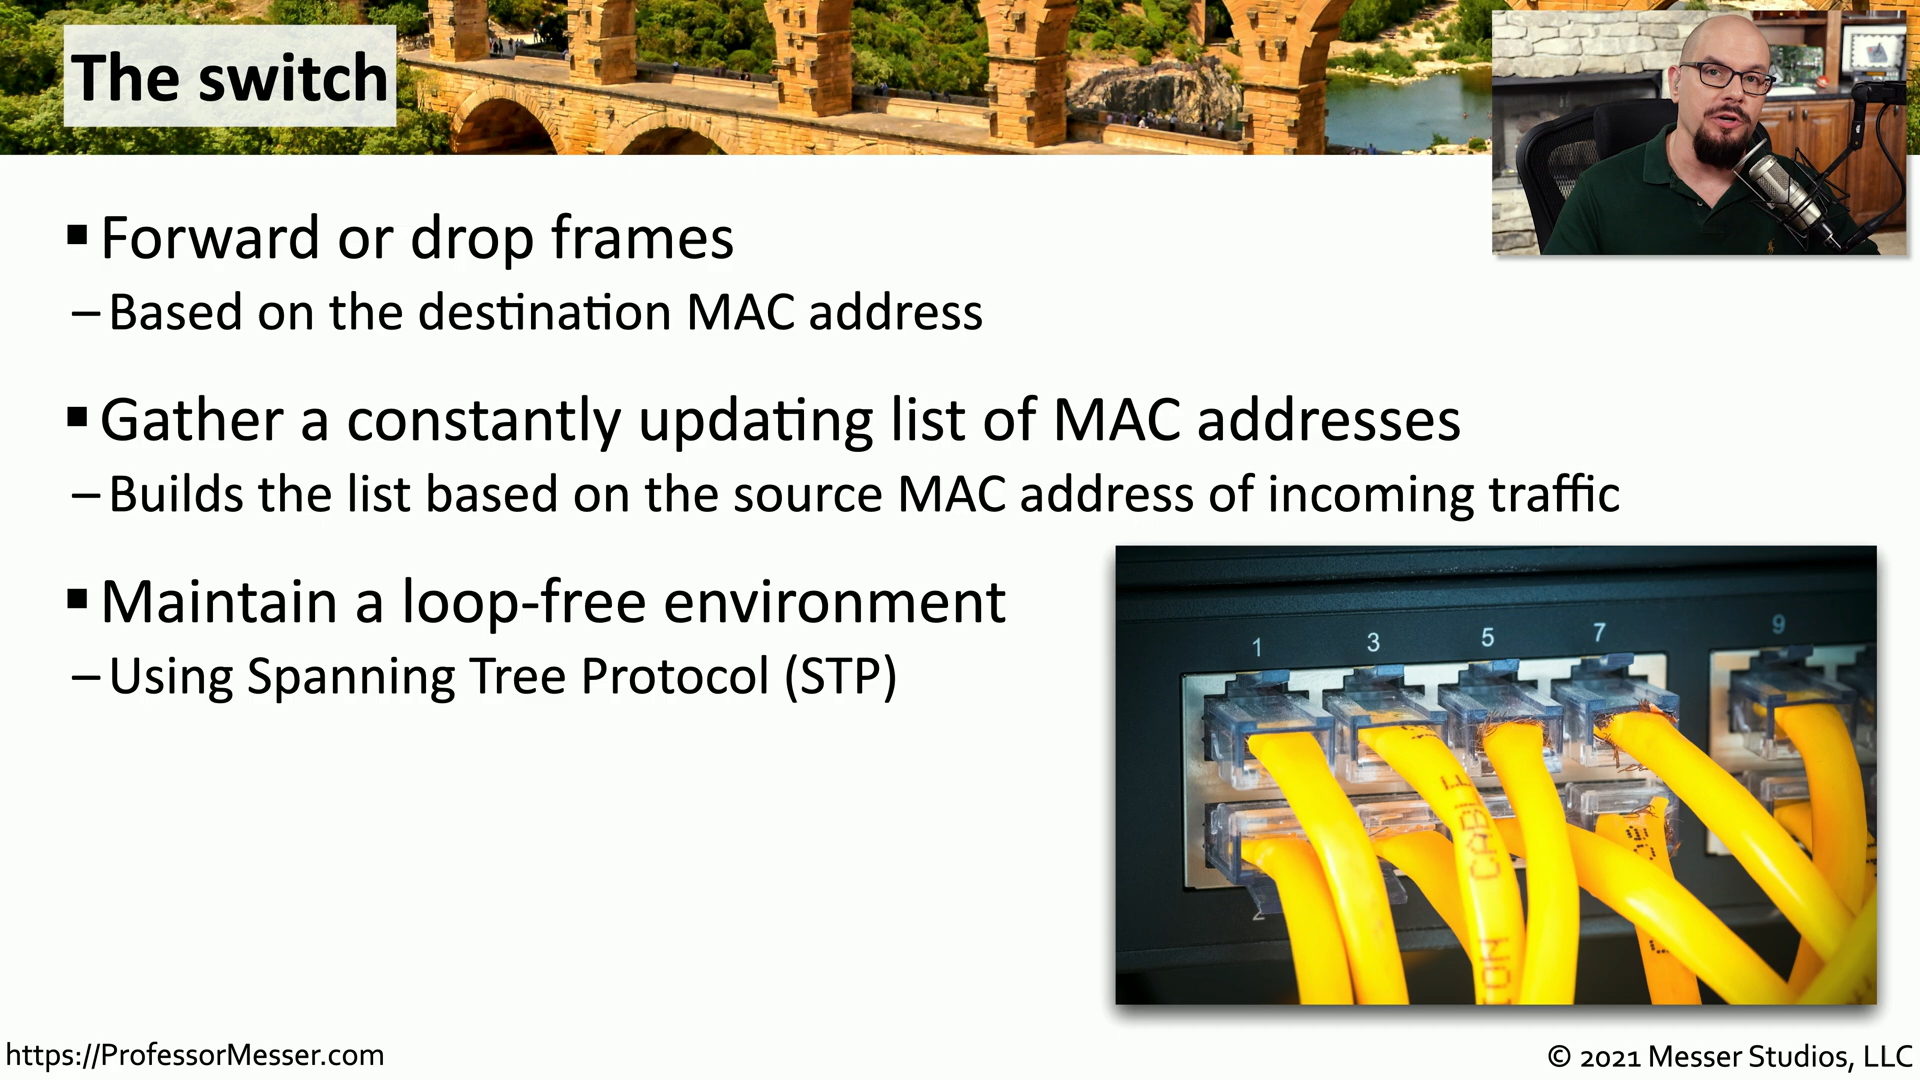 The switch
▪ Forward or drop frames
– Based on the destination MAC address
▪ Gather a constantly updating list of MAC addresses
– Builds the list based on the source MAC address of incoming traffic
▪ Maintain a loop-free environment
– Using Spanning Tree Protocol (STP)
1 3 5 7 9
CABLE
2
https://ProfessorMesser.com
© 2021 Messer Studios, LLC